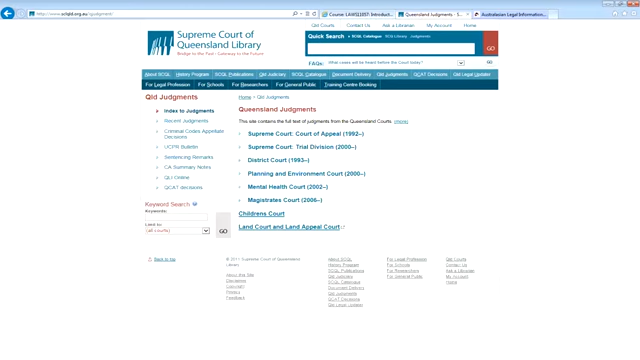 http://www.sclqld.org.au/qjudgment/
Course: LAWS11057: Introduct...
Queensland Judgments - S...
Australasian Legal Information...
Qld Courts
Contact Us
Ask a Librarian
My Account
Home
Supreme Court of
Queensland Library
Bridge to the Past - Gateway to the Future
Quick Search
SCQL Catalogue
SCQL Library
Judgments
GO
FAQs:
What cases will be heard before the Court today?
GO
About SCQL
History Program
SCQL Publications
Qld Judiciary
SCQL Catalogue
Document Delivery
Qld Judgments
QCAT Decisions
Qld Legal Updater
For Legal Profession
For Schools
For Researchers
For General Public
Training Centre Booking
Qld Judgments
Index to Judgments
Recent Judgments
Criminal Codes Appellate
Decisions
UCPR Bulletin
Sentencing Remarks
CA Summary Notes
QLI Online
QCAT decisions
Keyword Search
Keywords:
Limit to:
(all courts)
GO
Home > Qld Judgments
Queensland Judgments
This site contains the full text of judgments from the Queensland Courts
Supreme Court: Court of Appeal (1992–)
Supreme Court: Trial Division (2000–)
District Court (1993–)
Planning and Environment Court (2000–)
Mental Health Court (2002–)
Magistrates Court (2006–)
Childrens Court
Land Court and Land Appeal Court
Back to top
© 2011 Supreme Court of Queensland
Library
About this Site
Disclaimers
Copyright
Privacy
Feedback
About SCQL
History Program
SCQL Publications
Qld Judiciary
SCQL Catalogue
Document Delivery
Qld Judgments
QCAT Decisions
Qld Legal Updater
For Legal Profession
For Schools
For Researchers
For General Public
Qld Courts
Contact Us
Ask a Librarian
My Account
Home